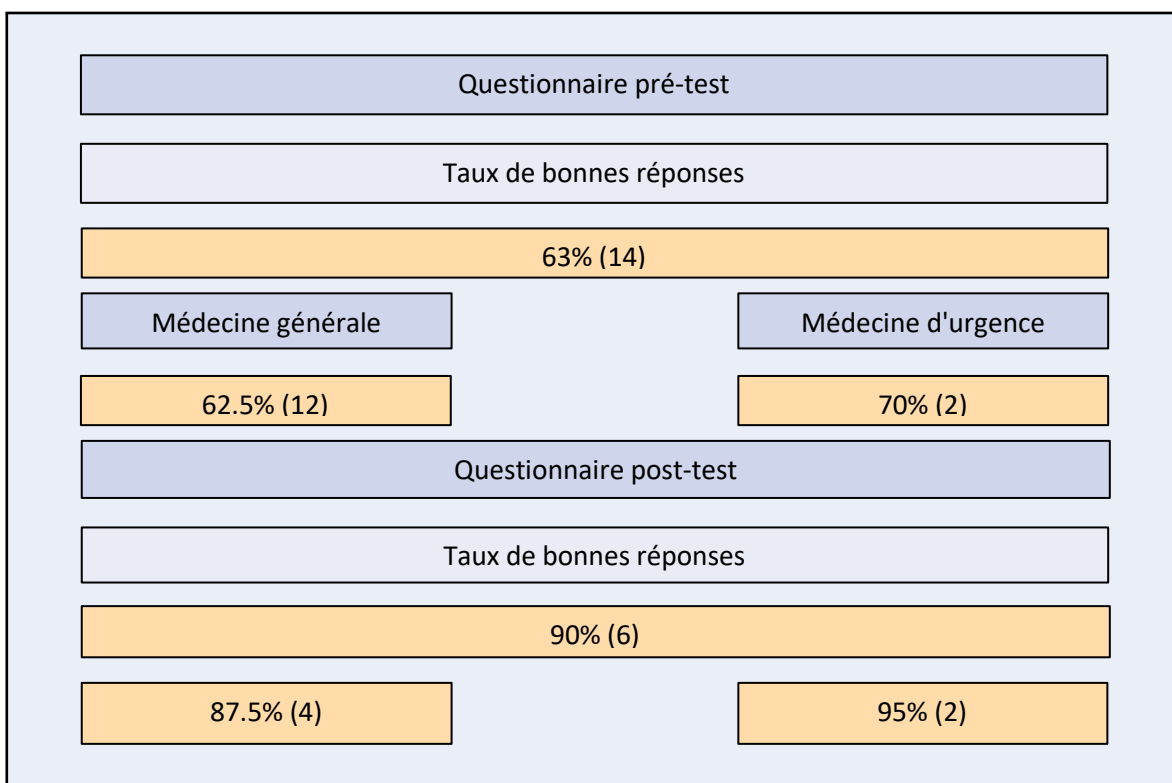 Questionnaire pré-test
Taux de bonnes réponses
63% (14)
Médecine générale
Médecine d'urgence
62.5% (12)
70% (2)
Questionnaire post-test
Taux de bonnes réponses
90% (6)
87.5% (4)
95% (2)